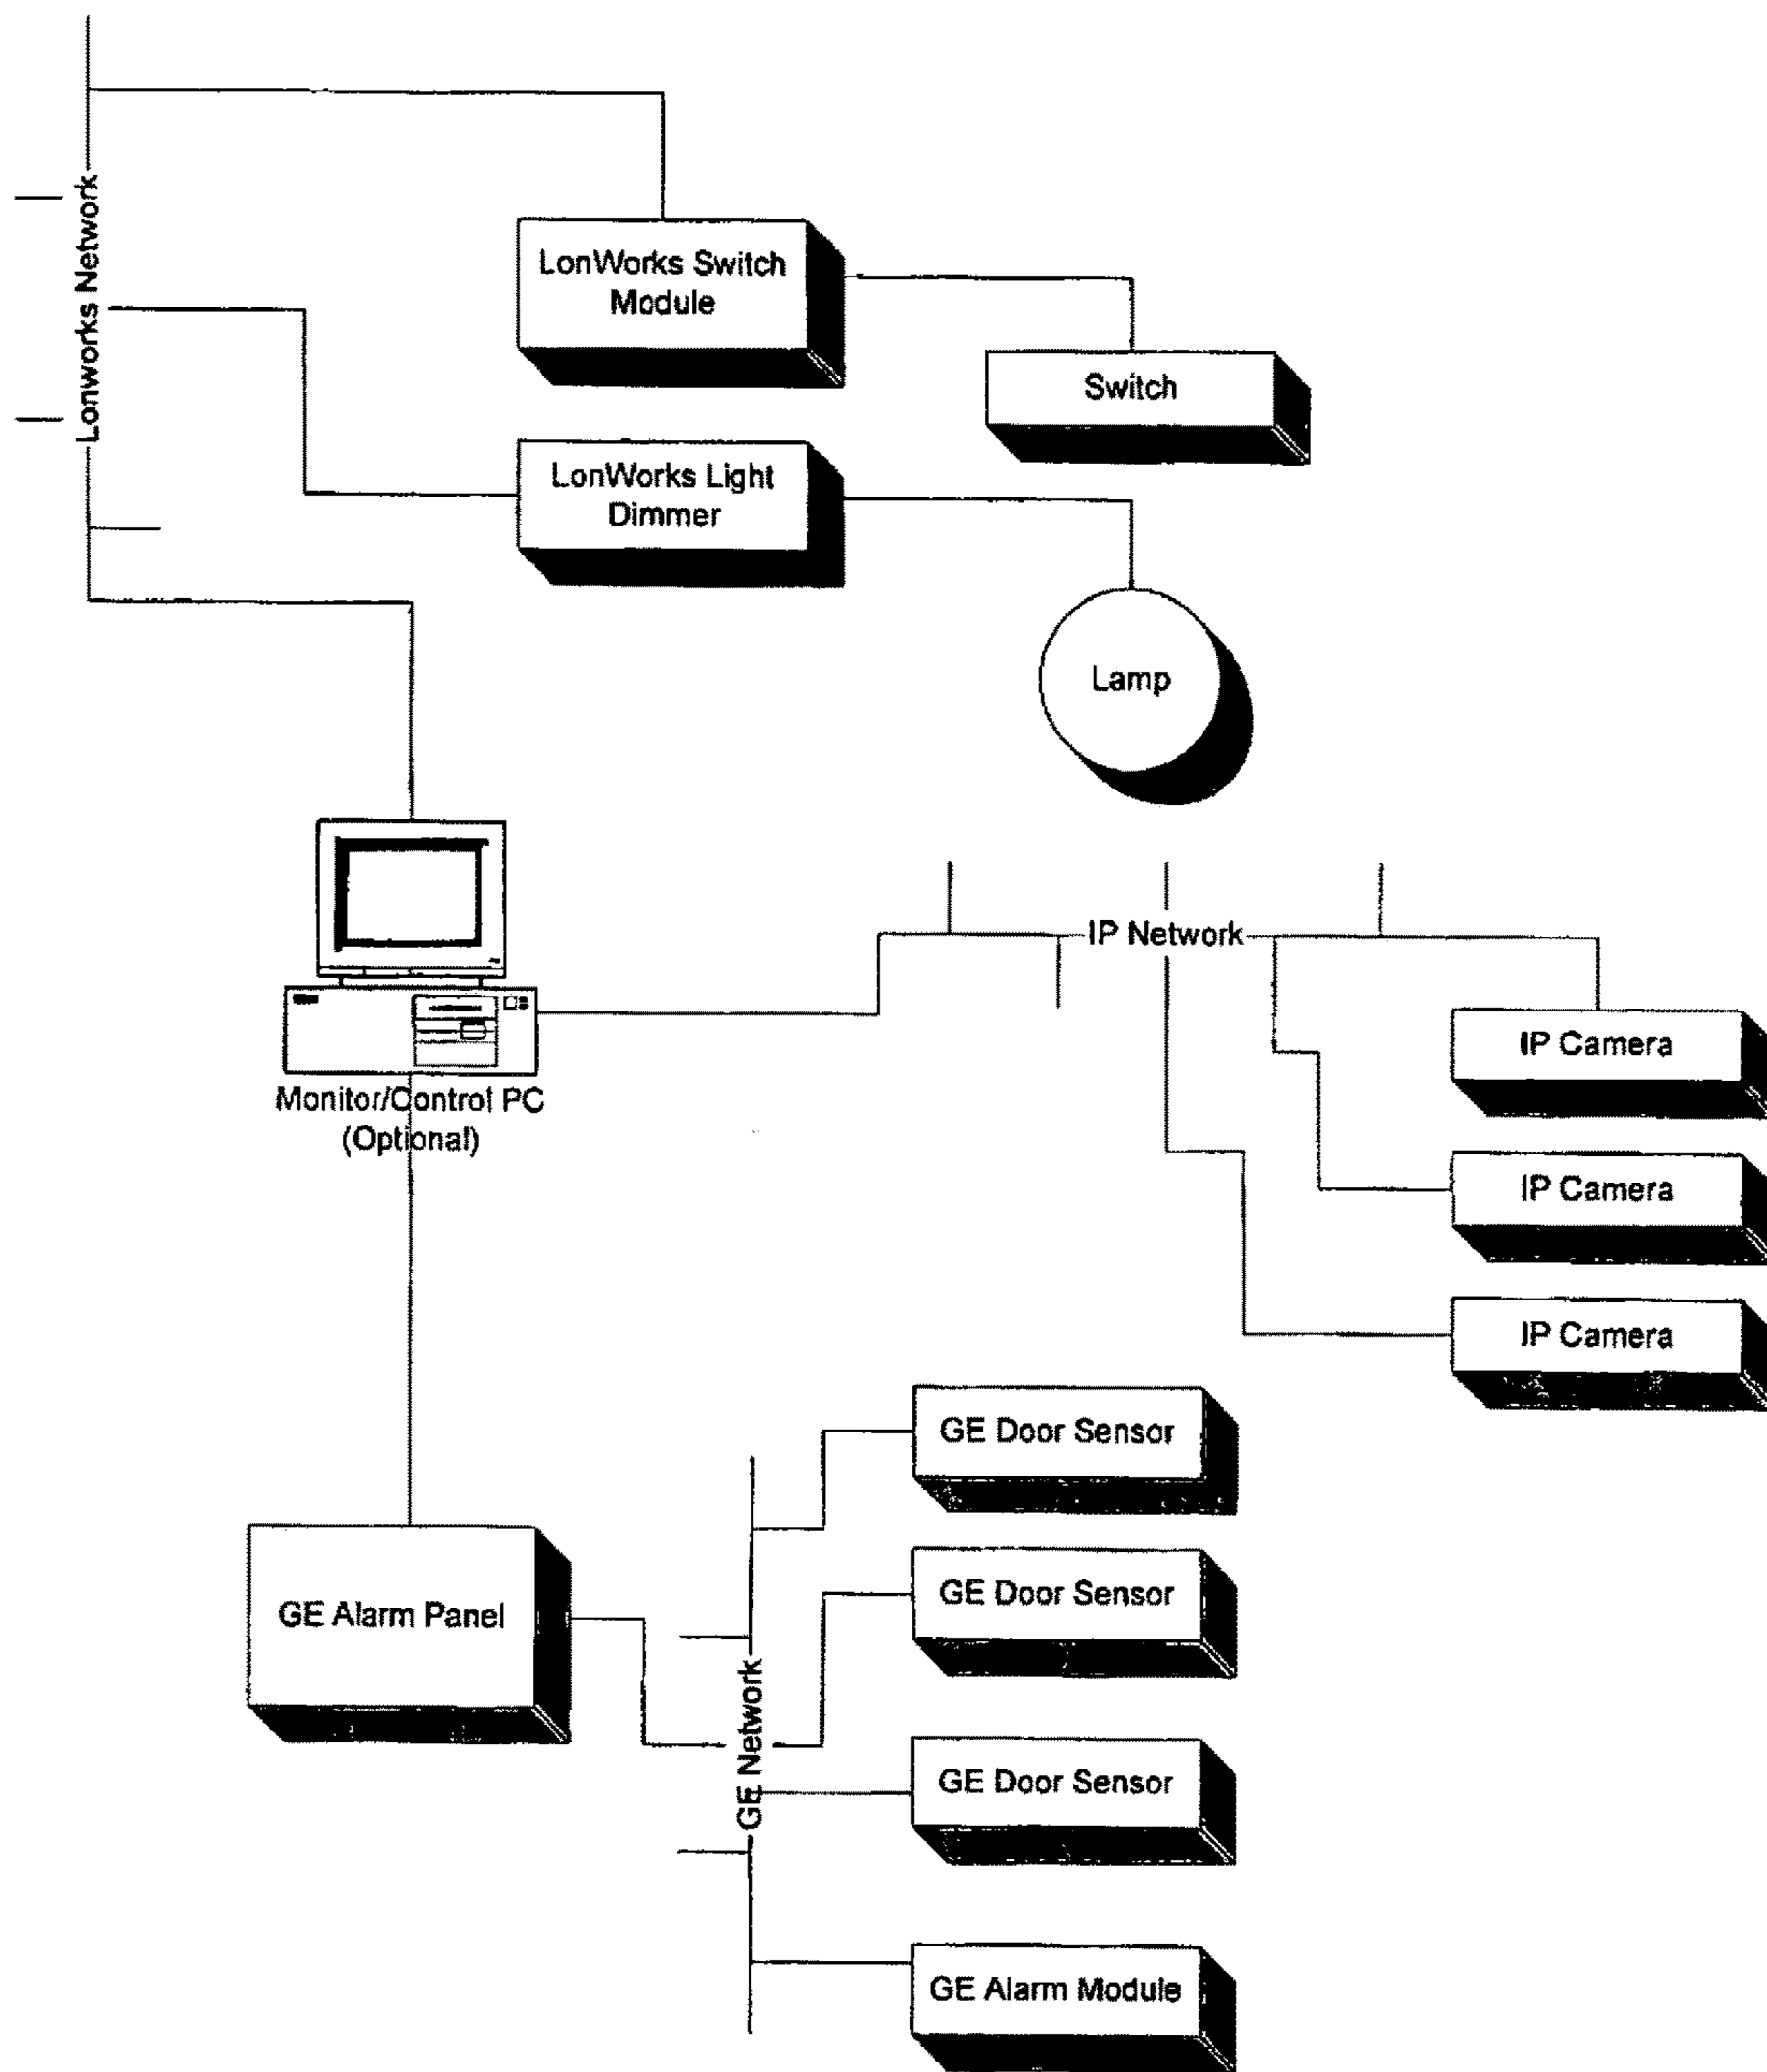 Lonworks Network
LonWorks Switch
Module
Switch
LonWorks Light
Dimmer
Lamp
IP Network
IP Camera
Monitor/Control PC
(Optional)
IP Camera
IP Camera
GE Door Sensor
GE Door Sensor
GE Alarm Panel
GE Network
GE Door Sensor
GE Alarm Module